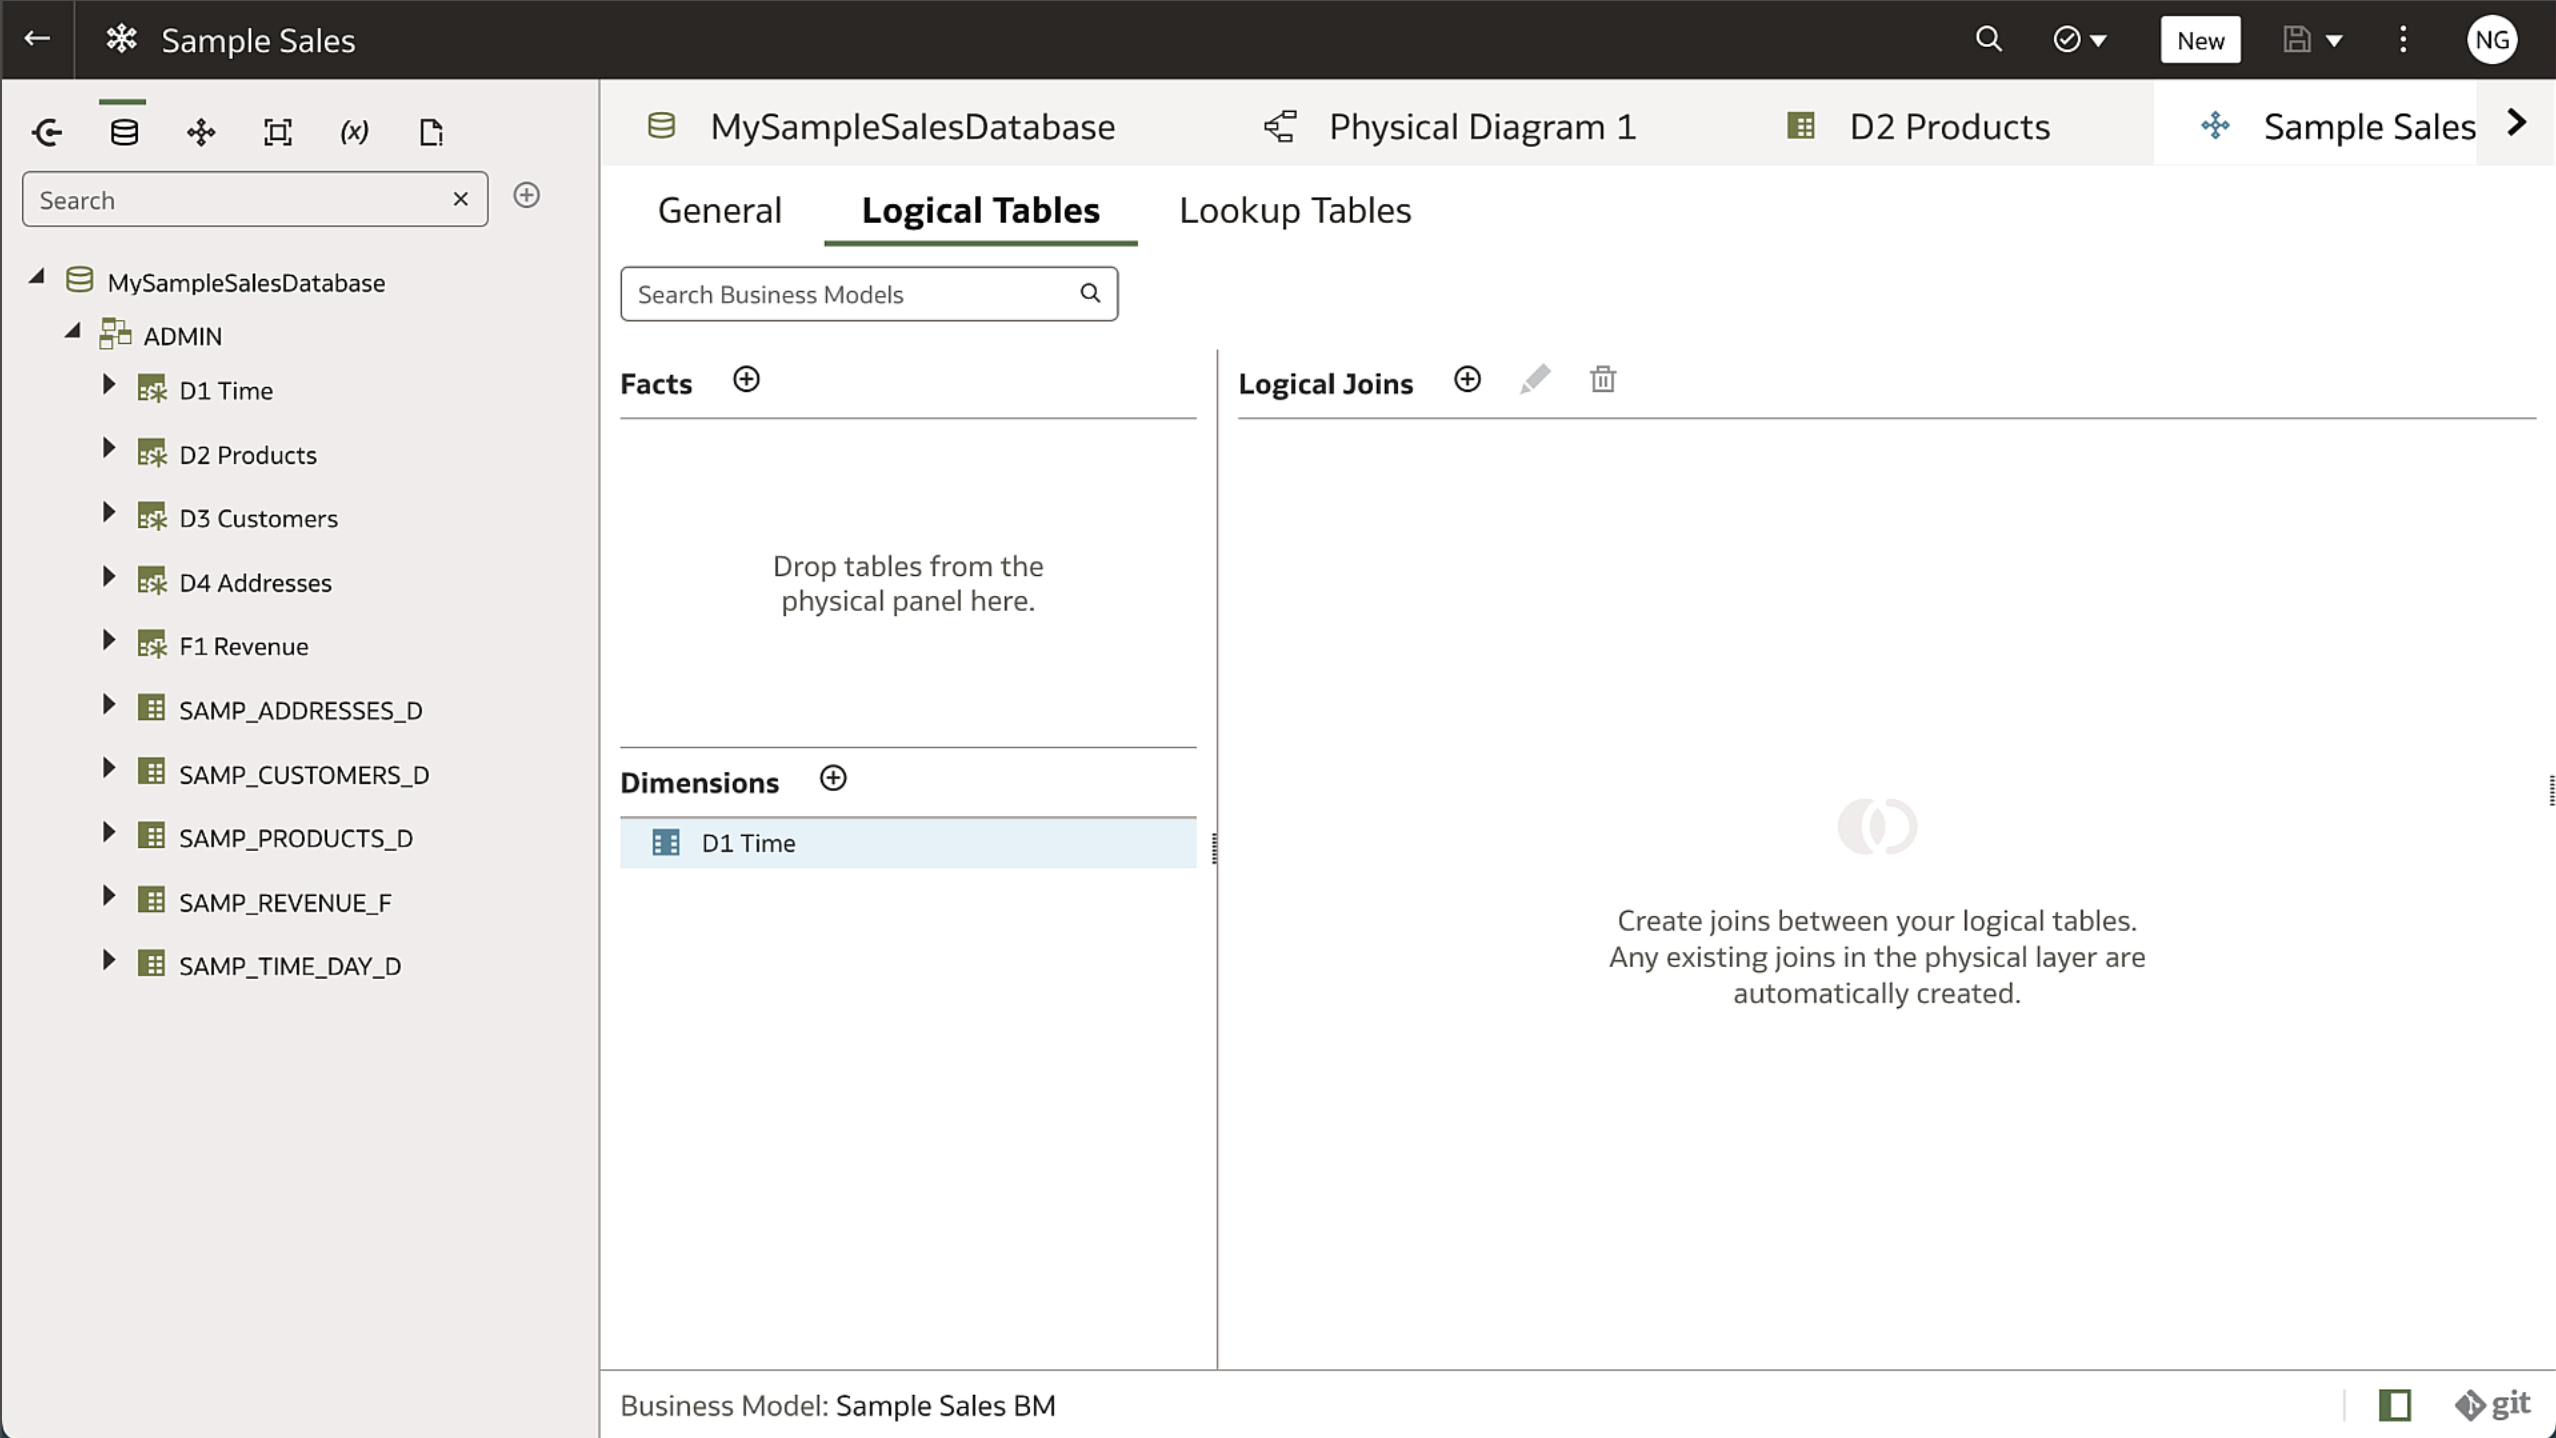 Sample Sales
New
NG
(x)
Search
MySampleSalesDatabase
ADMIN
D1 Time
D2 Products
D3 Customers
D4 Addresses
F1 Revenue
SAMP_ADDRESSES_D
SAMP_CUSTOMERS_D
SAMP_PRODUCTS_D
SAMP_REVENUE_F
SAMP_TIME_DAY_D
MySampleSalesDatabase
Physical Diagram 1
D2 Products
Sample Sales
General
Logical Tables
Lookup Tables
Search Business Models
Facts
Drop tables from the
physical panel here.
Dimensions
D1 Time
Logical Joins
Create joins between your logical tables.
Any existing joins in the physical layer are
automatically created.
Business Model: Sample Sales BM
git